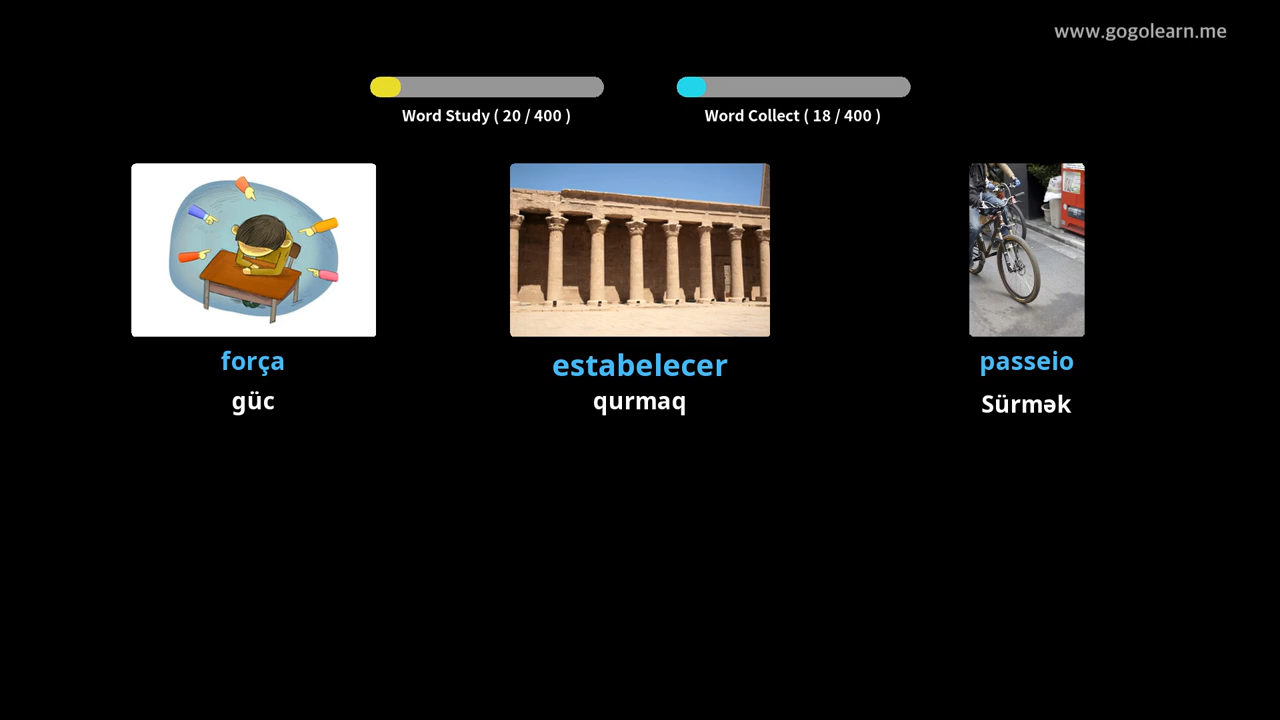 www.gogolearn.me
Word Study ( 20 / 400 )
Word Collect ( 18 / 400 )
força
güc
estabelecer
qurmaq
passeio
Sürmək